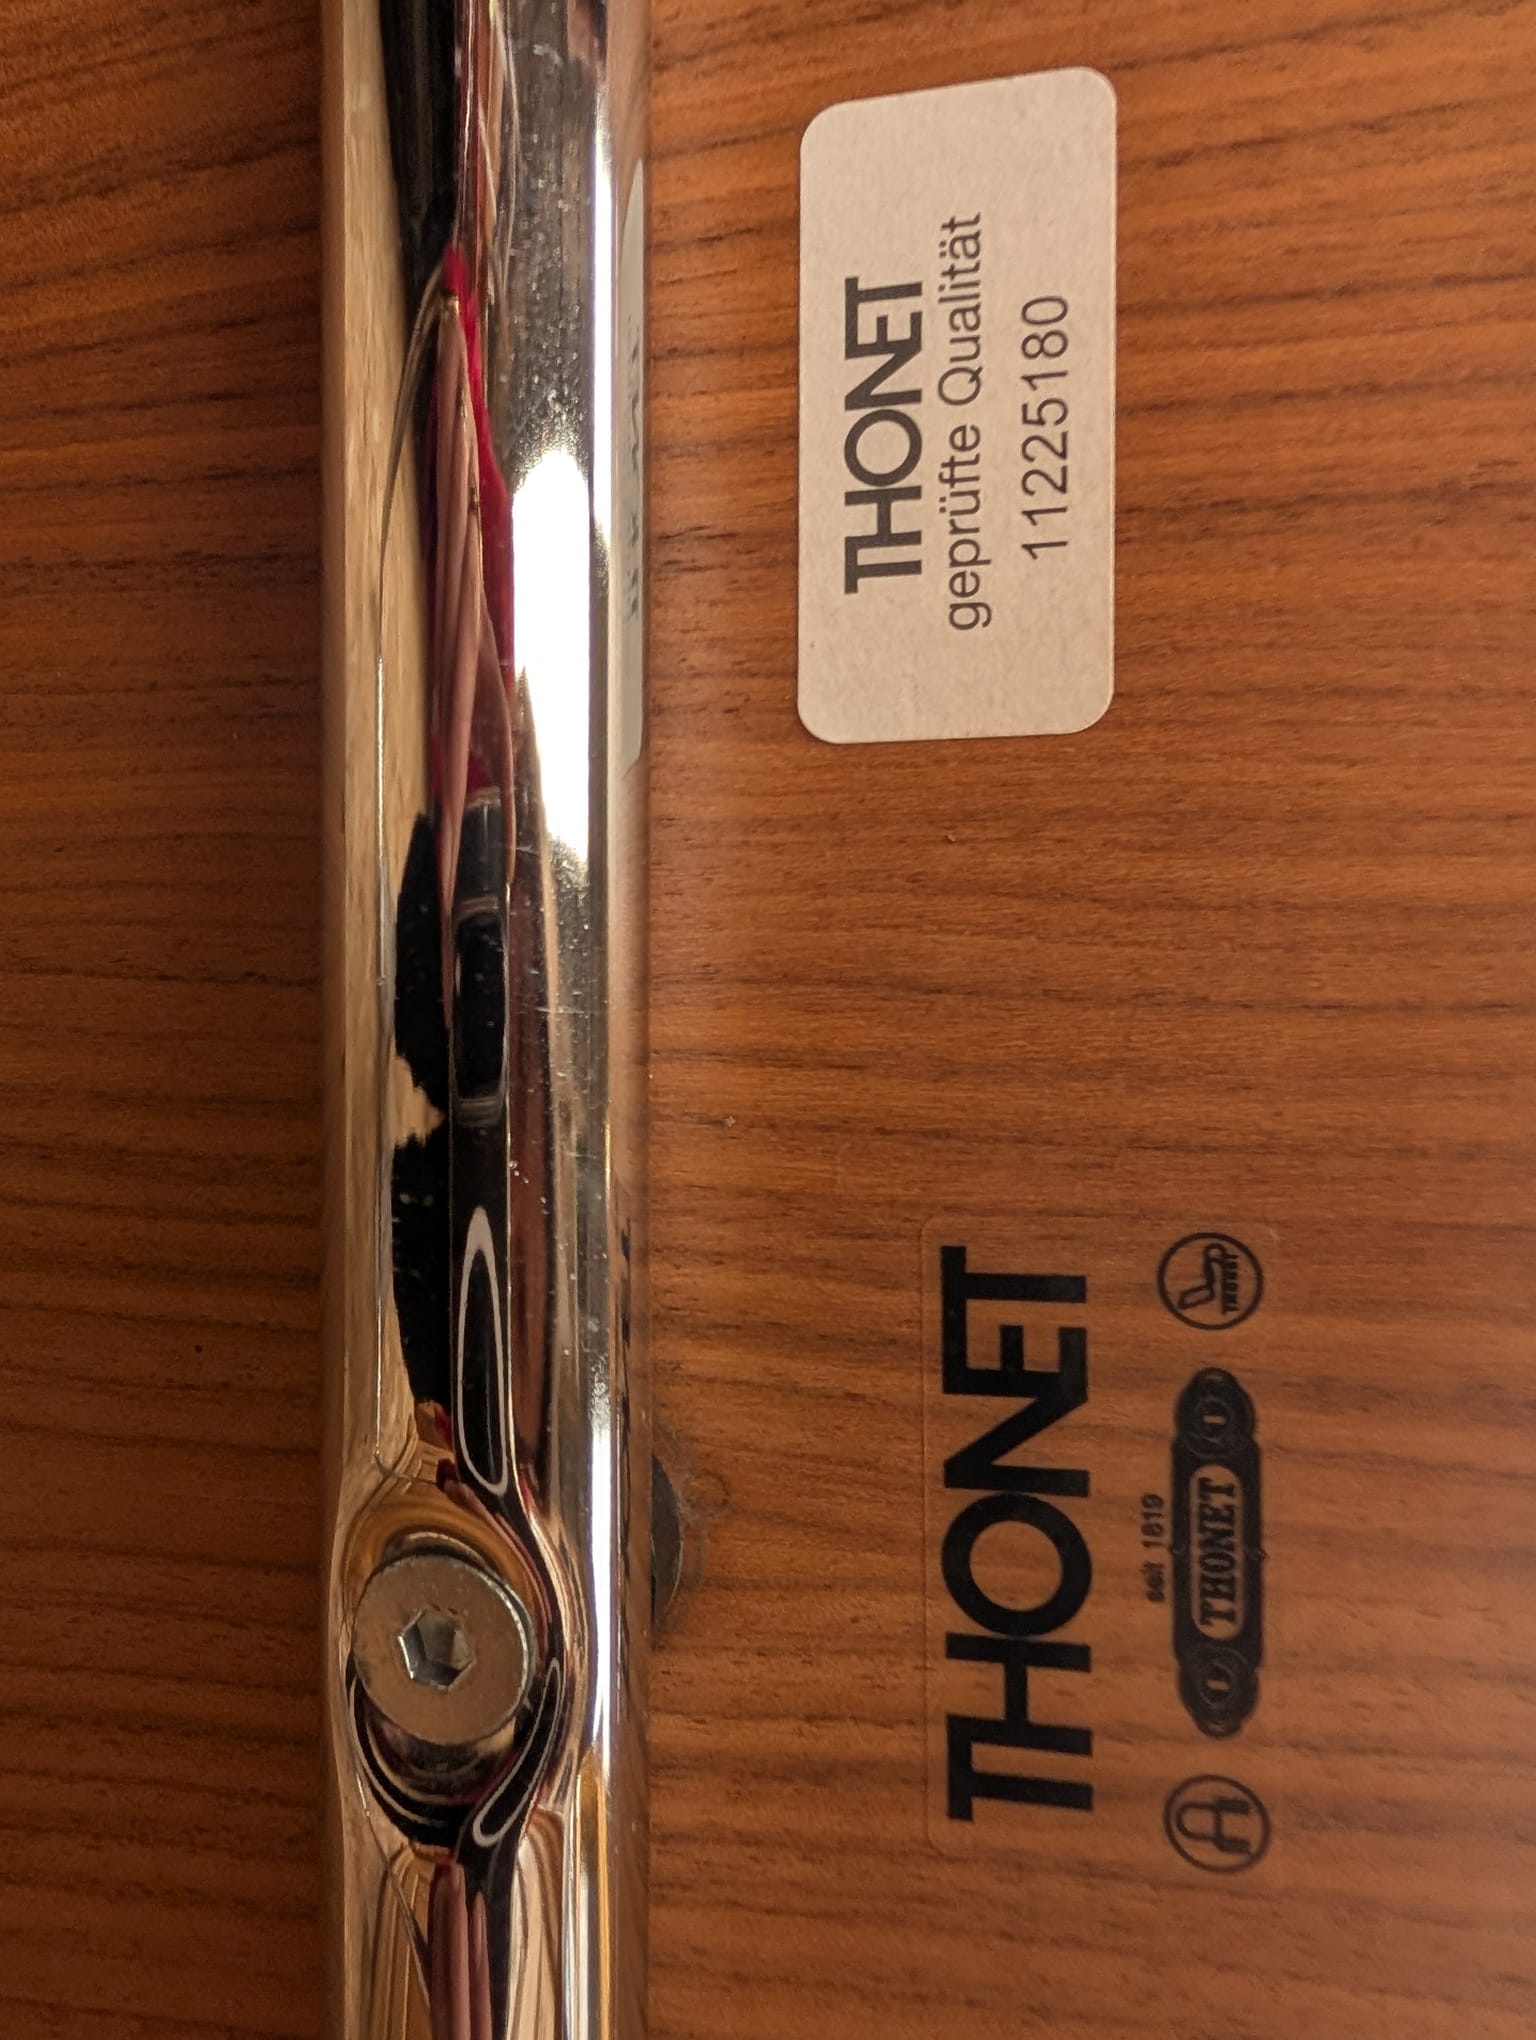 THONET
geprüfte Qualität
11225180
THONET
seit 1819
THONET
THONET